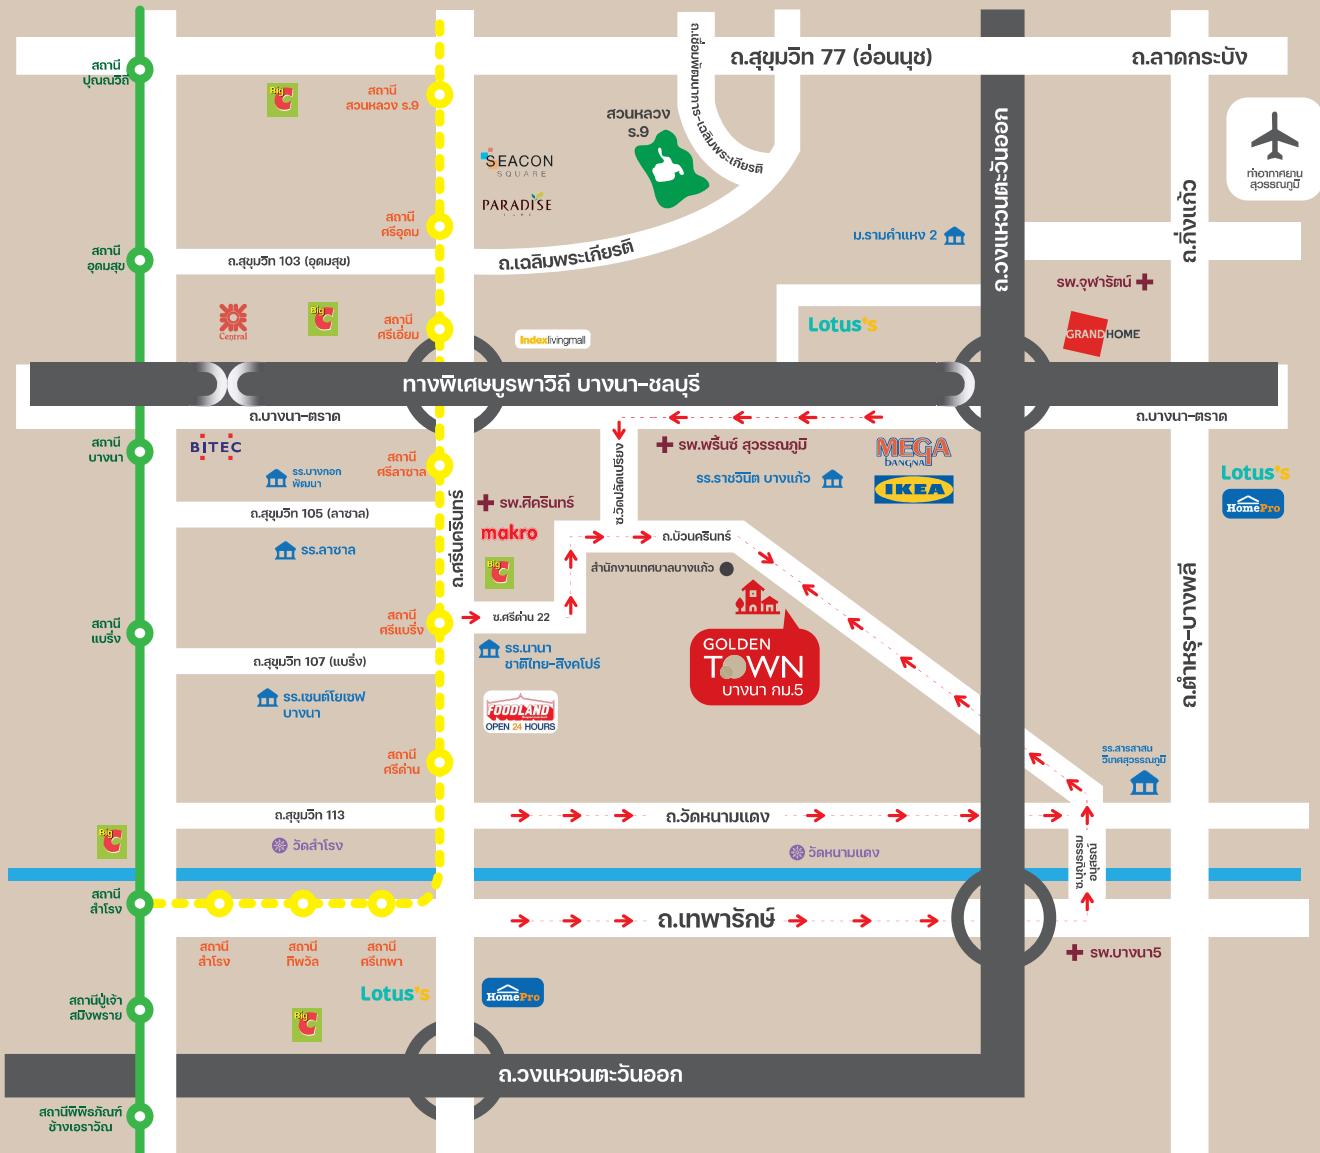 สถานี
ปุณณวิถี
Big
C
สถานี
สวนหลวง ร.9
ถ.เชื่อมพัฒนาการ-เฉลิมพระเกียรติ
ถ.สุขุมวิท 77 (อ่อนนุช)
ถ.ลาดกระบัง
สวนหลวง
ร.9
SEACON
SQUARE
PARADISE
ถ.วงแหวนตะวันออก
ท่าอากาศยาน
สุวรรณภูมิ
ถ.กิ่งแก้ว
สถานี
อุดมสุข
ถ.สุขุมวิท 103 (อุดมสุข)
สถานี
ศรีอุดม
ถ.เฉลิมพระเกียรติ
ม.รามคำแหง 2
รพ.จุฬารัตน์
Central
Big
C
สถานี
ศรีเอี่ยม
Indexlivingmall
Lotus's
GRANDHOME
ทางพิเศษบูรพาวิถี บางนา-ชลบุรี
ถ.บางนา-ตราด
ถ.บางนา-ตราด
สถานี
บางนา
BITEC
รร.บางกอก
พัฒนา
สถานี
ศรีลาซาล
ถ.ศรีนครินทร์
ซ.วัดปลัดเปรียง
รพ.พริ้นซ์ สุวรรณภูมิ
รร.ราชวินิต บางแก้ว
MEGA
BANGNA
IKEA
Lotus's
HomePro
ถ.สุขุมวิท 105 (ลาซาล)
รพ.ศิครินทร์
makro
Big
C
ถ.บัวนครินทร์
สำนักงานเทศบาลบางแก้ว
รร.ลาซาล
สถานี
แบริ่ง
สถานี
ศรีแบริ่ง
ซ.ศรีด่าน 22
GOLDEN
TOWN
บางนา กม.5
ถ.ตำหรุ-บางพลี
ถ.สุขุมวิท 107 (แบริ่ง)
รร.นานา
ชาติไทย-สิงคโปร์
รร.เซนต์โยเซฟ
บางนา
FOODLAND
OPEN 24 HOURS
สถานี
ศรีด่าน
รร.สารสาสน์
วิเทศสุวรรณภูมิ
ถ.สุขุมวิท 113
ถ.วัดหนามแดง
Big
C
วัดสำโรง
วัดหนามแดง
สถานี
สำโรง
ถ.เทพารักษ์
สถานี
สำโรง
สถานี
ทิพวัล
สถานี
ศรีเทพา
รพ.บางนา5
สถานีปู่เจ้า
สมิงพราย
Lotus's
HomePro
Big
C
ถ.วงแหวนตะวันออก
สถานีพิพิธภัณฑ์
ช้างเอราวัณ